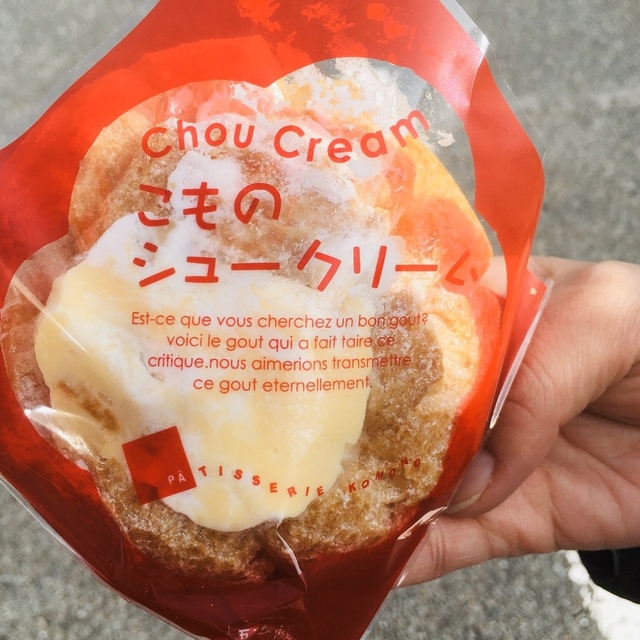 Chou Cream
こもの
シュークリーム
Est-ce que vous cherchez un bon gout?
voici le gout qui a fait taire ce
critique.nous aimerions transmettre
ce gout eternellement.
PÂTISSERIE KOMONO